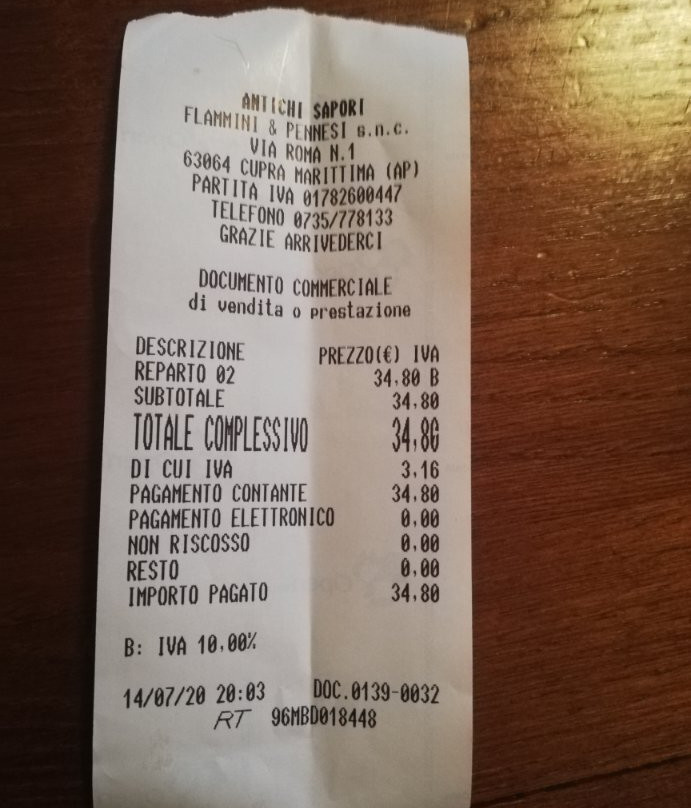 ANTICHI SAPORI
FLAMMINI & PENNESI s.n.c.
VIA ROMA N.1
63064 CUPRA MARITTIMA (AP)
PARTITA IVA 01782600447
TELEFONO 0735/778133
GRAZIE ARRIVEDERCI
DOCUMENTO COMMERCIALE
di vendita o prestazione
DESCRIZIONE PREZZO(€) IVA
REPARTO 02 34,80 B
SUBTOTALE 34,80
TOTALE COMPLESSIVO 34,80
DI CUI IVA 3,16
PAGAMENTO CONTANTE 34,80
PAGAMENTO ELETTRONICO 0,00
NON RISCOSSO 0,00
RESTO 0,00
IMPORTO PAGATO 34,80
B: IVA 10,00%
14/07/20 20:03 DOC.0139-0032
RT 96MBD018448